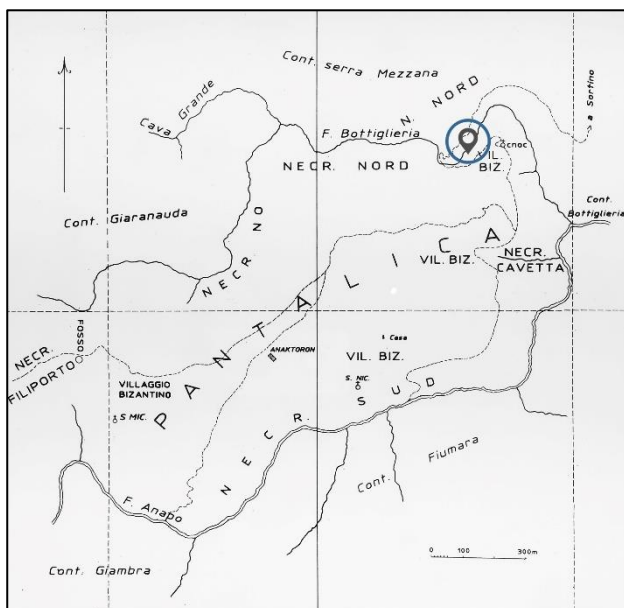 Cont. serra Mezzana
Cava Grande
N. NORD
a Sortino
F. Bottiglieria
NECR. NORD
VIL.
BIZ.
Cont. Giaranauda
NECR. NO
Cont.
Bottiglieria
PANTALICA
VIL. BIZ.
NECR.
CAVETTA
FOSSO
NECR.
FILIPORTO
ANAKTORON
Casa
VIL. BIZ.
VILLAGGIO
BIZANTINO
S. NIC.
S. MIC.
NECR. SUD
Cont. Fiumara
F. Anapo
Cont. Giambra
0 100 300m